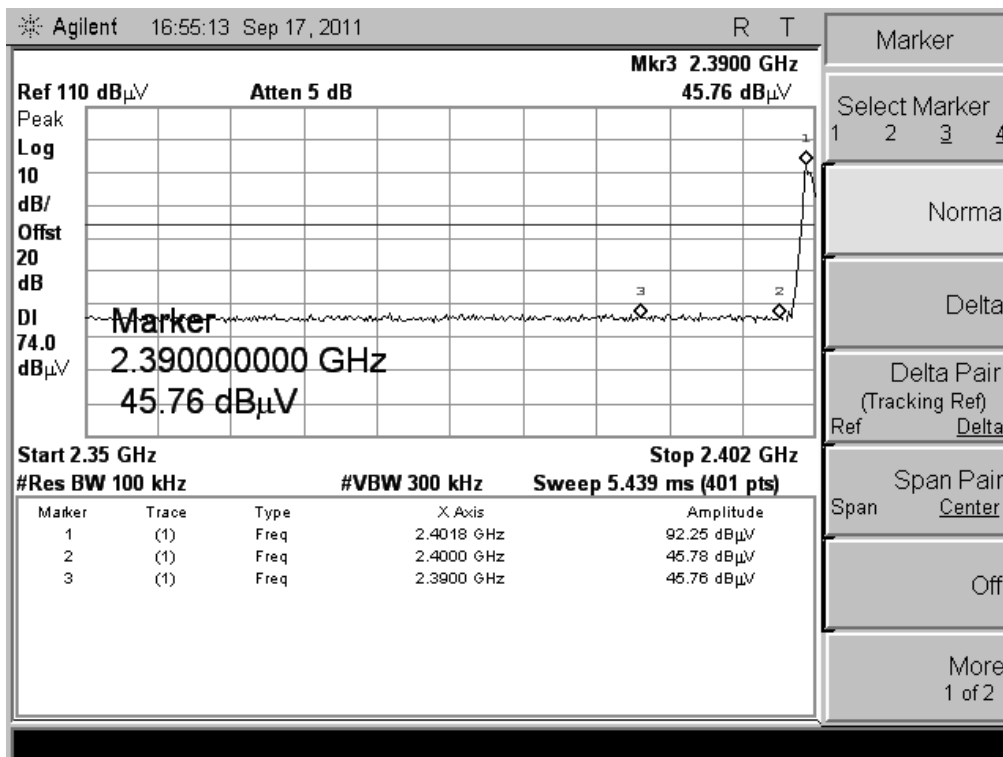 Agilent 16:55:13 Sep 17, 2011 R T
Mkr3 2.3900 GHz
Ref 110 dBμV Atten 5 dB 45.76 dBμV
Peak
Log
10
dB/
Offst
20
dB
DI
74.0
dBμV
1
3
2
Marker
2.390000000 GHz
45.76 dBμV
Start 2.35 GHz Stop 2.402 GHz
#Res BW 100 kHz #VBW 300 kHz Sweep 5.439 ms (401 pts)
Marker Trace Type X Axis Amplitude
1 (1) Freq 2.4018 GHz 92.25 dBμV
2 (1) Freq 2.4000 GHz 45.78 dBμV
3 (1) Freq 2.3900 GHz 45.76 dBμV
Marker
Select Marker
1 2 3 4
Norma
Delta
Delta Pair
(Tracking Ref)
Ref Delta
Span Pair
Span Center
Off
More
1 of 2